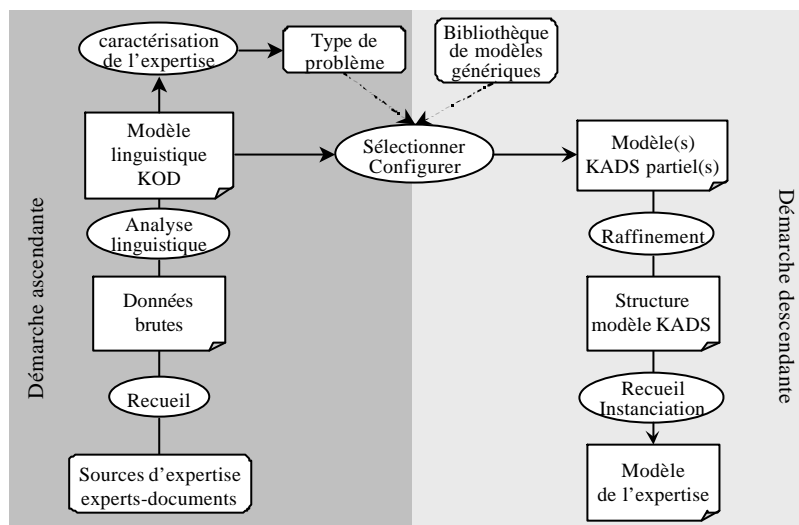 caractérisation
de l'expertise
Type de
problème
Bibliothèque
de modèles
génériques
Modèle
linguistique
KOD
Sélectionner
Configurer
Modèle(s)
KADS partiel(s)
Analyse
linguistique
Raffinement
Données
brutes
Structure
modèle KADS
Recueil
Recueil
Instanciation
Sources d'expertise
experts-documents
Modèle
de l'expertise
Démarche ascendante
Démarche descendante